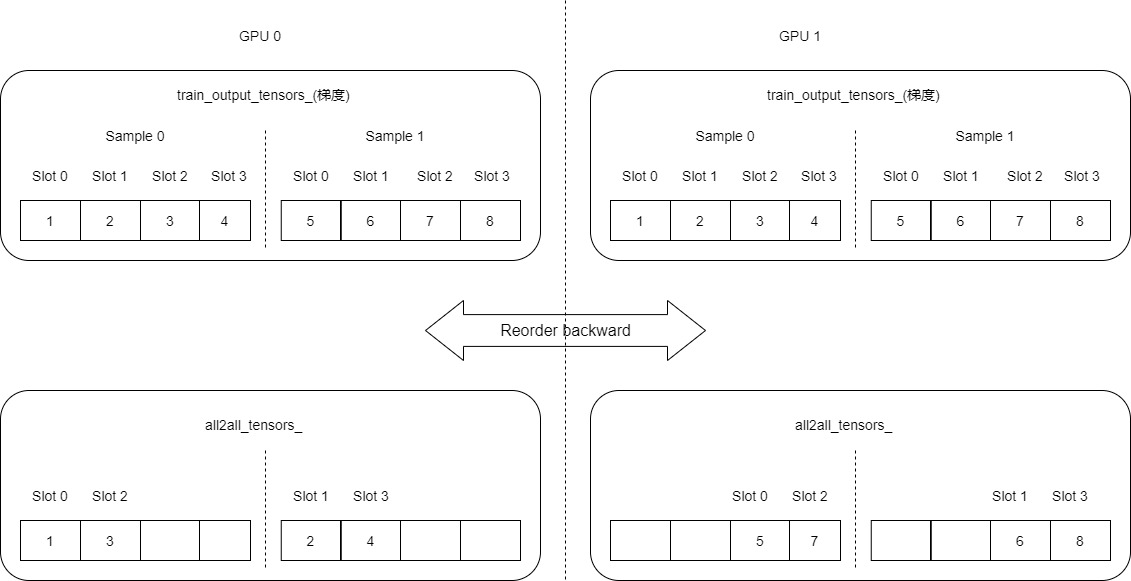 GPU 0
GPU 1
train_output_tensors_(梯度)
train_output_tensors_(梯度)
Sample 0 Sample 1
Sample 0 Sample 1
Slot 0 Slot 1 Slot 2 Slot 3 Slot 0 Slot 1 Slot 2 Slot 3
Slot 0 Slot 1 Slot 2 Slot 3 Slot 0 Slot 1 Slot 2 Slot 3
1 2 3 4 5 6 7 8
1 2 3 4 5 6 7 8
Reorder backward
all2all_tensors_
all2all_tensors_
Slot 0 Slot 2 Slot 1 Slot 3
Slot 0 Slot 2 Slot 1 Slot 3
1 3 2 4
5 7 6 8